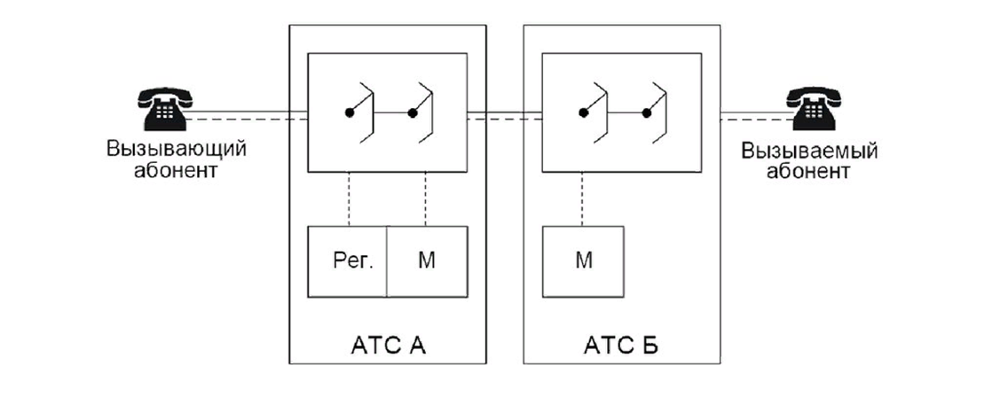 Вызывающий
абонент
Вызываемый
абонент
Рег.
М
М
АТС А
АТС Б